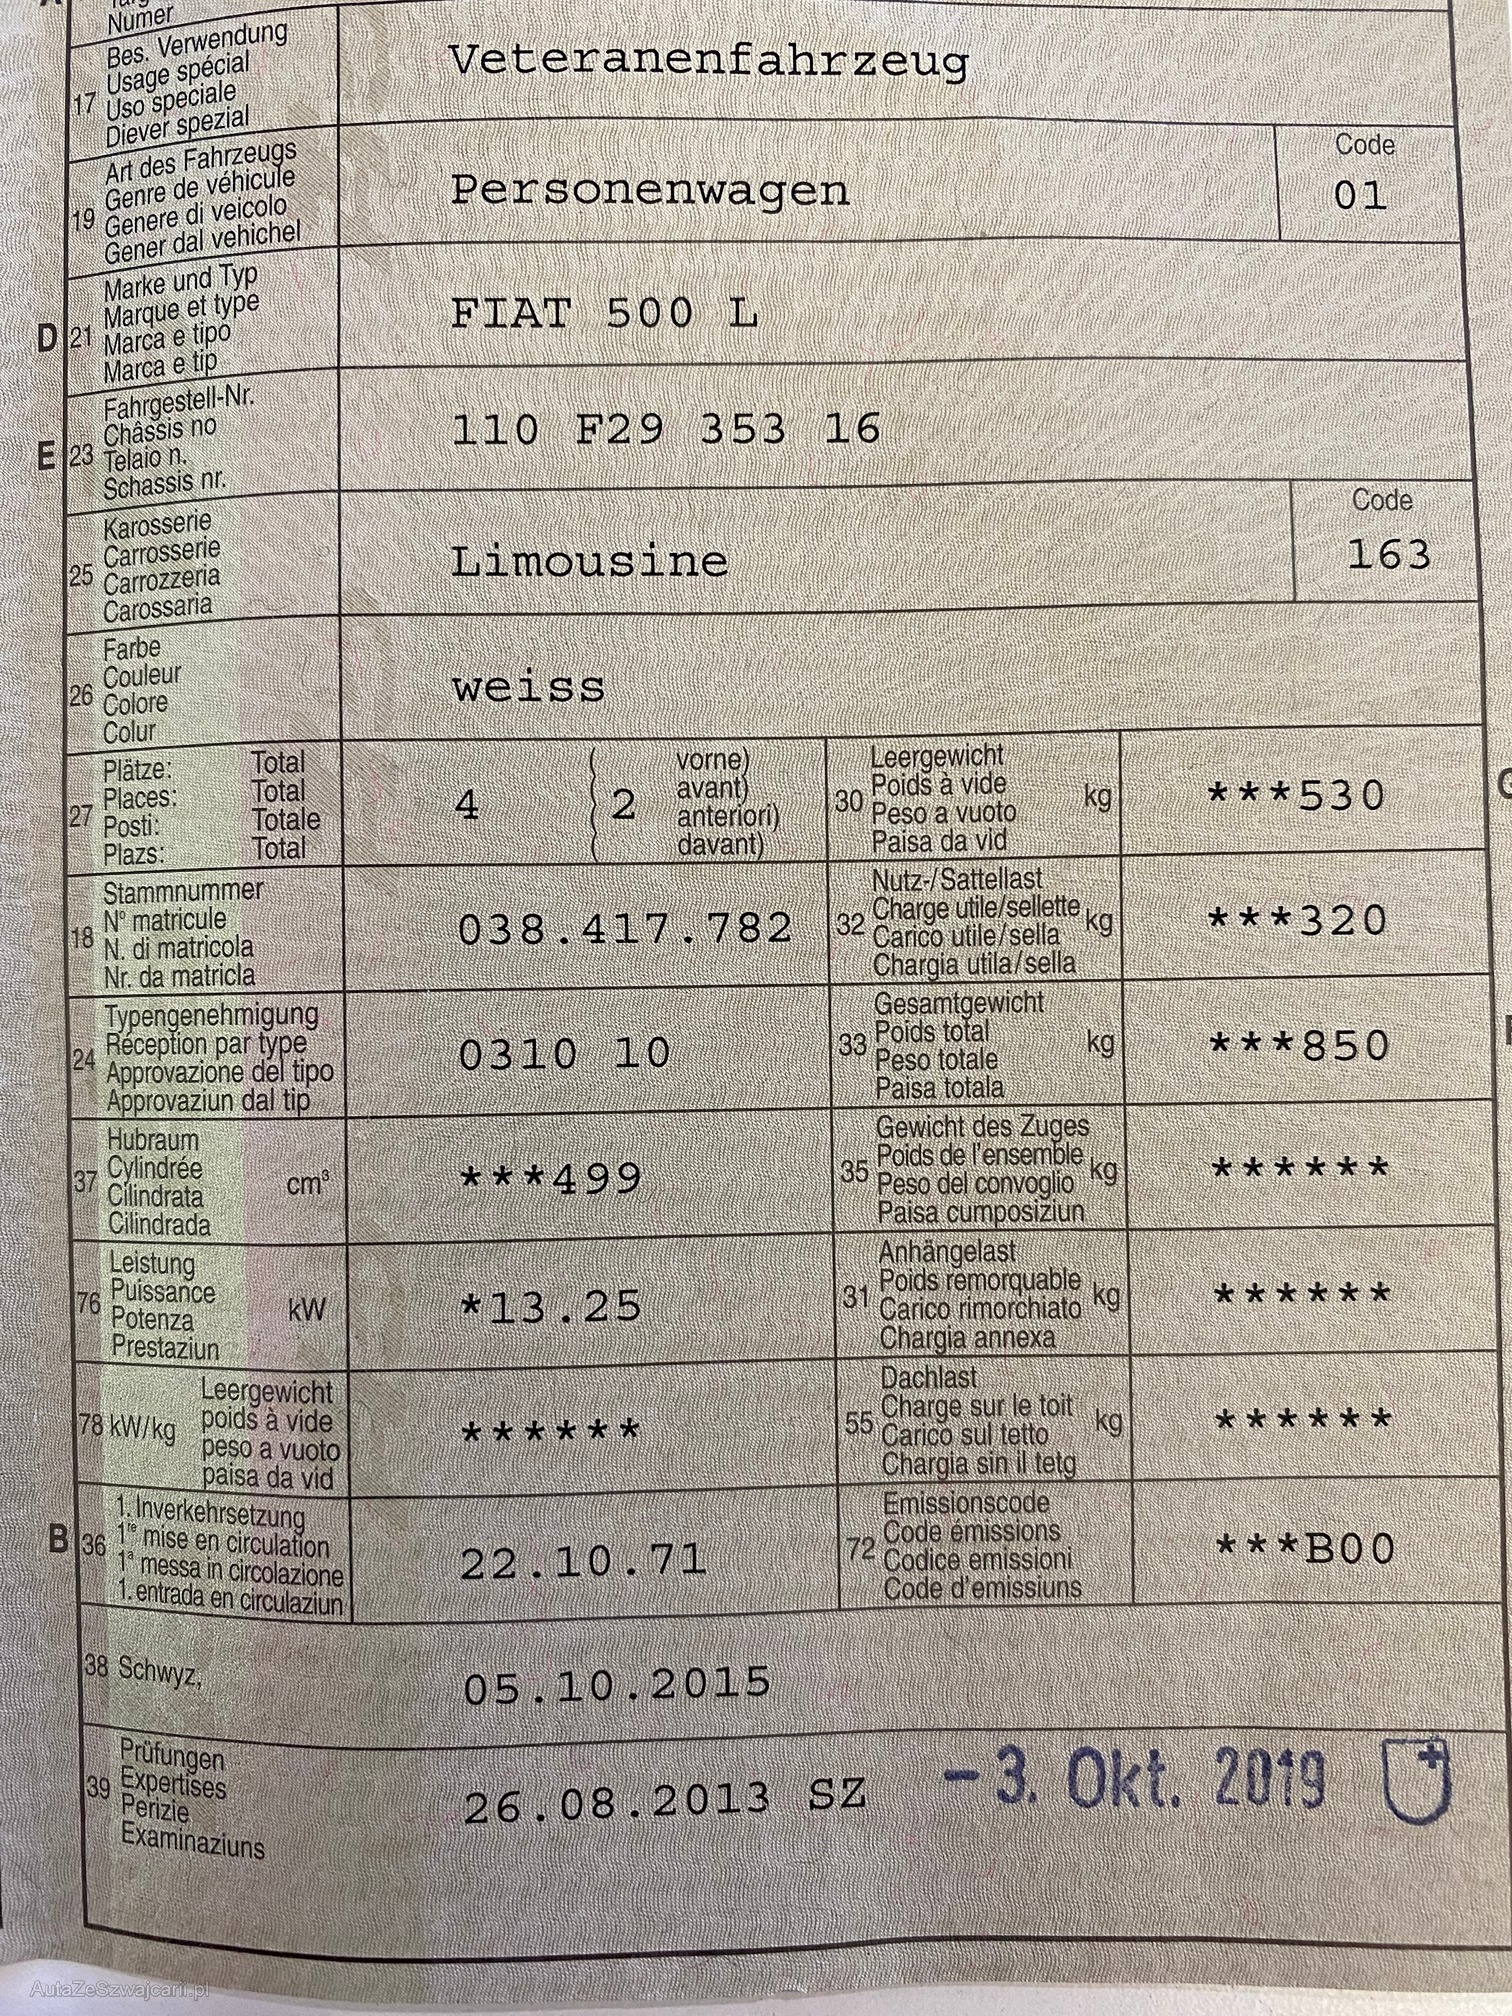 Numer
17
Bes. Verwendung
Usage spécial
Uso speciale
Diever spezial
Veteranenfahrzeug
19
Art des Fahrzeugs
Genre de véhicule
Genere di veicolo
Gener dal vehichel
Personenwagen
Code
01
D 21
Marke und Typ
Marque et type
Marca e tipo
Marca e tip
FIAT 500 L
E 23
Fahrgestell-Nr.
Châssis no
Telaio n.
Schassis nr.
110 F29 353 16
25
Karosserie
Carrosserie
Carrozzeria
Carossaria
Limousine
Code
163
26
Farbe
Couleur
Colore
Colur
weiss
27
Plätze: Total
Places: Total
Posti: Totale
Plazs: Total
4 ( 2
vorne)
avant)
anteriori)
davant)
30
Leergewicht
Poids à vide
Peso a vuoto
Paisa da vid
kg
***530
18
Stammnummer
N° matricule
N. di matricola
Nr. da matricla
038.417.782
32
Nutz-/Sattellast
Charge utile/sellette
Carico utile/sella
Chargia utila/sella
kg
***320
24
Typengenehmigung
Réception par type
Approvazione del tipo
Approvaziun dal tip
0310 10
33
Gesamtgewicht
Poids total
Peso totale
Paisa totala
kg
***850
37
Hubraum
Cylindrée
Cilindrata
Cilindrada
cm³
***499
35
Gewicht des Zuges
Poids de l'ensemble
Peso del convoglio
Paisa cumposiziun
kg
******
76
Leistung
Puissance
Potenza
Prestaziun
kW
*13.25
31
Anhängelast
Poids remorquable
Carico rimorchiato
Chargia annexa
kg
******
78 kW/kg
Leergewicht
poids à vide
peso a vuoto
paisa da vid
******
55
Dachlast
Charge sur le toit
Carico sul tetto
Chargia sin il tetg
kg
******
B 36
1. Inverkehrsetzung
1re mise en circulation
1a messa in circolazione
1. entrada en circulaziun
22.10.71
72
Emissionscode
Code émissions
Codice emissioni
Code d'emissiuns
***B00
38 Schwyz,
05.10.2015
39
Prüfungen
Expertises
Perizie
Examinaziuns
26.08.2013 SZ
-3. Okt. 2019
AutaZeSzwajcarii.pl